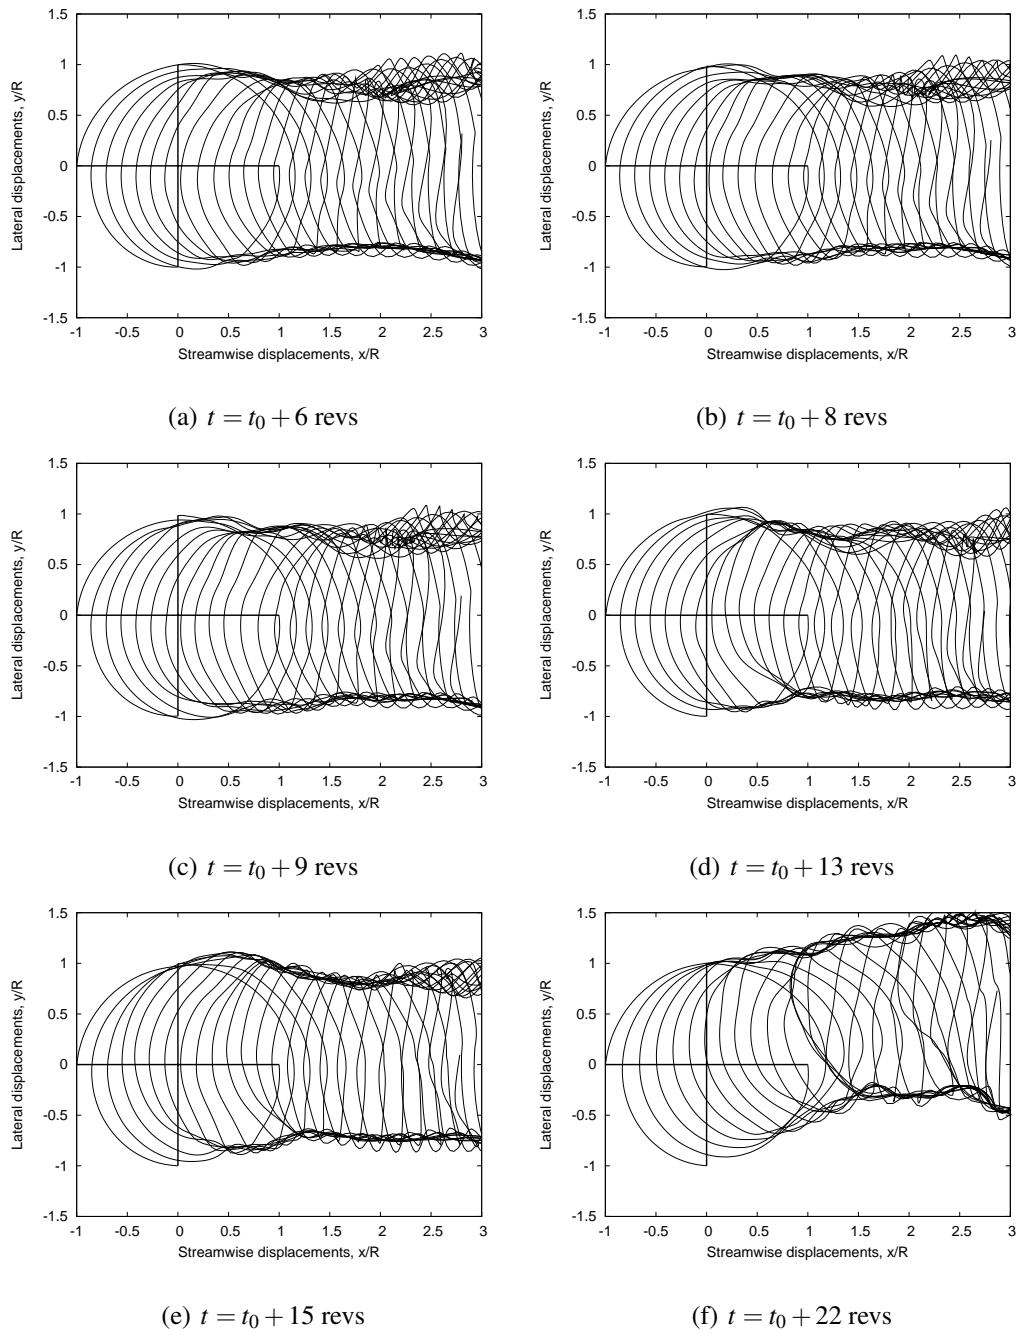 1.5
1
0.5
0
-0.5
-1
-1.5
Lateral displacements, y/R
-1 -0.5 0 0.5 1 1.5 2 2.5 3
Streamwise displacements, x/R
(a) t = t0 + 6 revs
1.5
1
0.5
0
-0.5
-1
-1.5
Lateral displacements, y/R
-1 -0.5 0 0.5 1 1.5 2 2.5 3
Streamwise displacements, x/R
(b) t = t0 + 8 revs
1.5
1
0.5
0
-0.5
-1
-1.5
Lateral displacements, y/R
-1 -0.5 0 0.5 1 1.5 2 2.5 3
Streamwise displacements, x/R
(c) t = t0 + 9 revs
1.5
1
0.5
0
-0.5
-1
-1.5
Lateral displacements, y/R
-1 -0.5 0 0.5 1 1.5 2 2.5 3
Streamwise displacements, x/R
(d) t = t0 + 13 revs
1.5
1
0.5
0
-0.5
-1
-1.5
Lateral displacements, y/R
-1 -0.5 0 0.5 1 1.5 2 2.5 3
Streamwise displacements, x/R
(e) t = t0 + 15 revs
1.5
1
0.5
0
-0.5
-1
-1.5
Lateral displacements, y/R
-1 -0.5 0 0.5 1 1.5 2 2.5 3
Streamwise displacements, x/R
(f) t = t0 + 22 revs